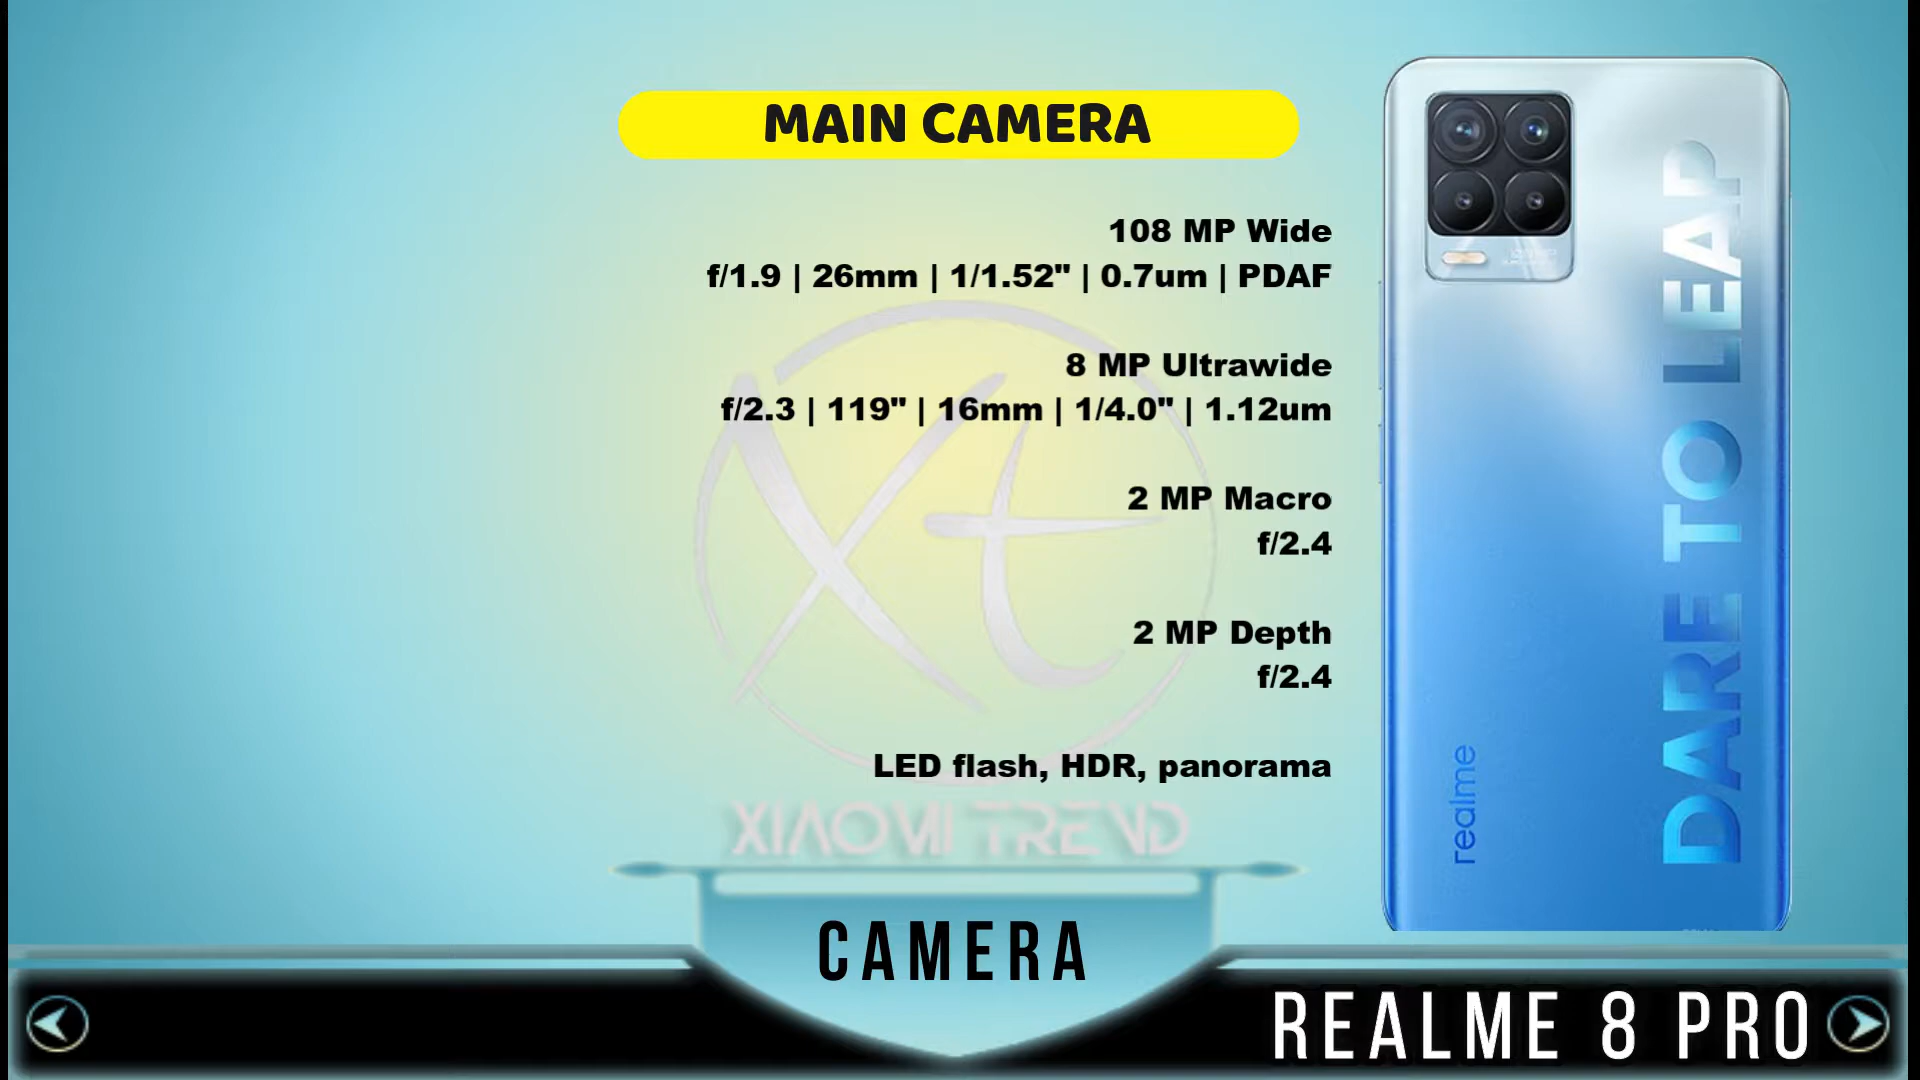 MAIN CAMERA
108 MP Wide
f/1.9 | 26mm | 1/1.52" | 0.7um | PDAF
8 MP Ultrawide
f/2.3 | 119" | 16mm | 1/4.0" | 1.12um
2 MP Macro
f/2.4
2 MP Depth
f/2.4
LED flash, HDR, panorama
Xt
XIAOMI TREND
DARE TO LEAP
realme
CAMERA
REALME 8 PRO